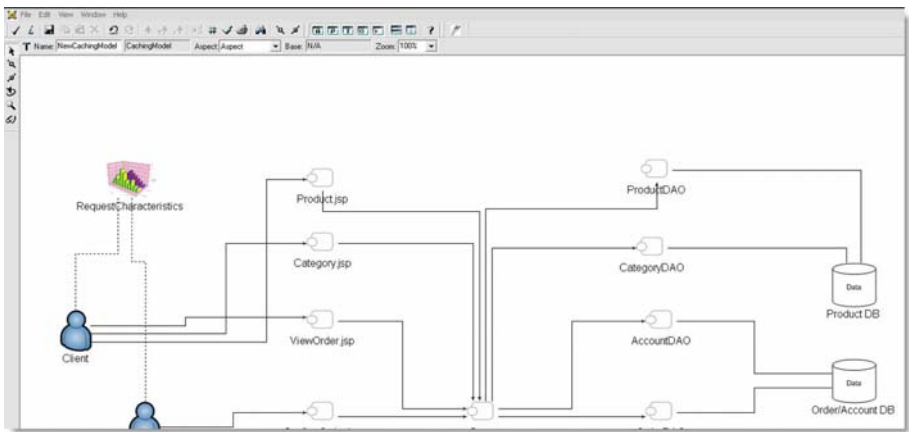 File Edit View Window Help
T Name: NewCachingModel CachingModel Aspect: Aspect Base: N/A Zoom: 100%
Product.jsp
ProductDAO
RequestCharacteristics
Category.jsp
CategoryDAO
Data
Product DB
ViewOrder.jsp
AccountDAO
Client
Data
Order/Account DB